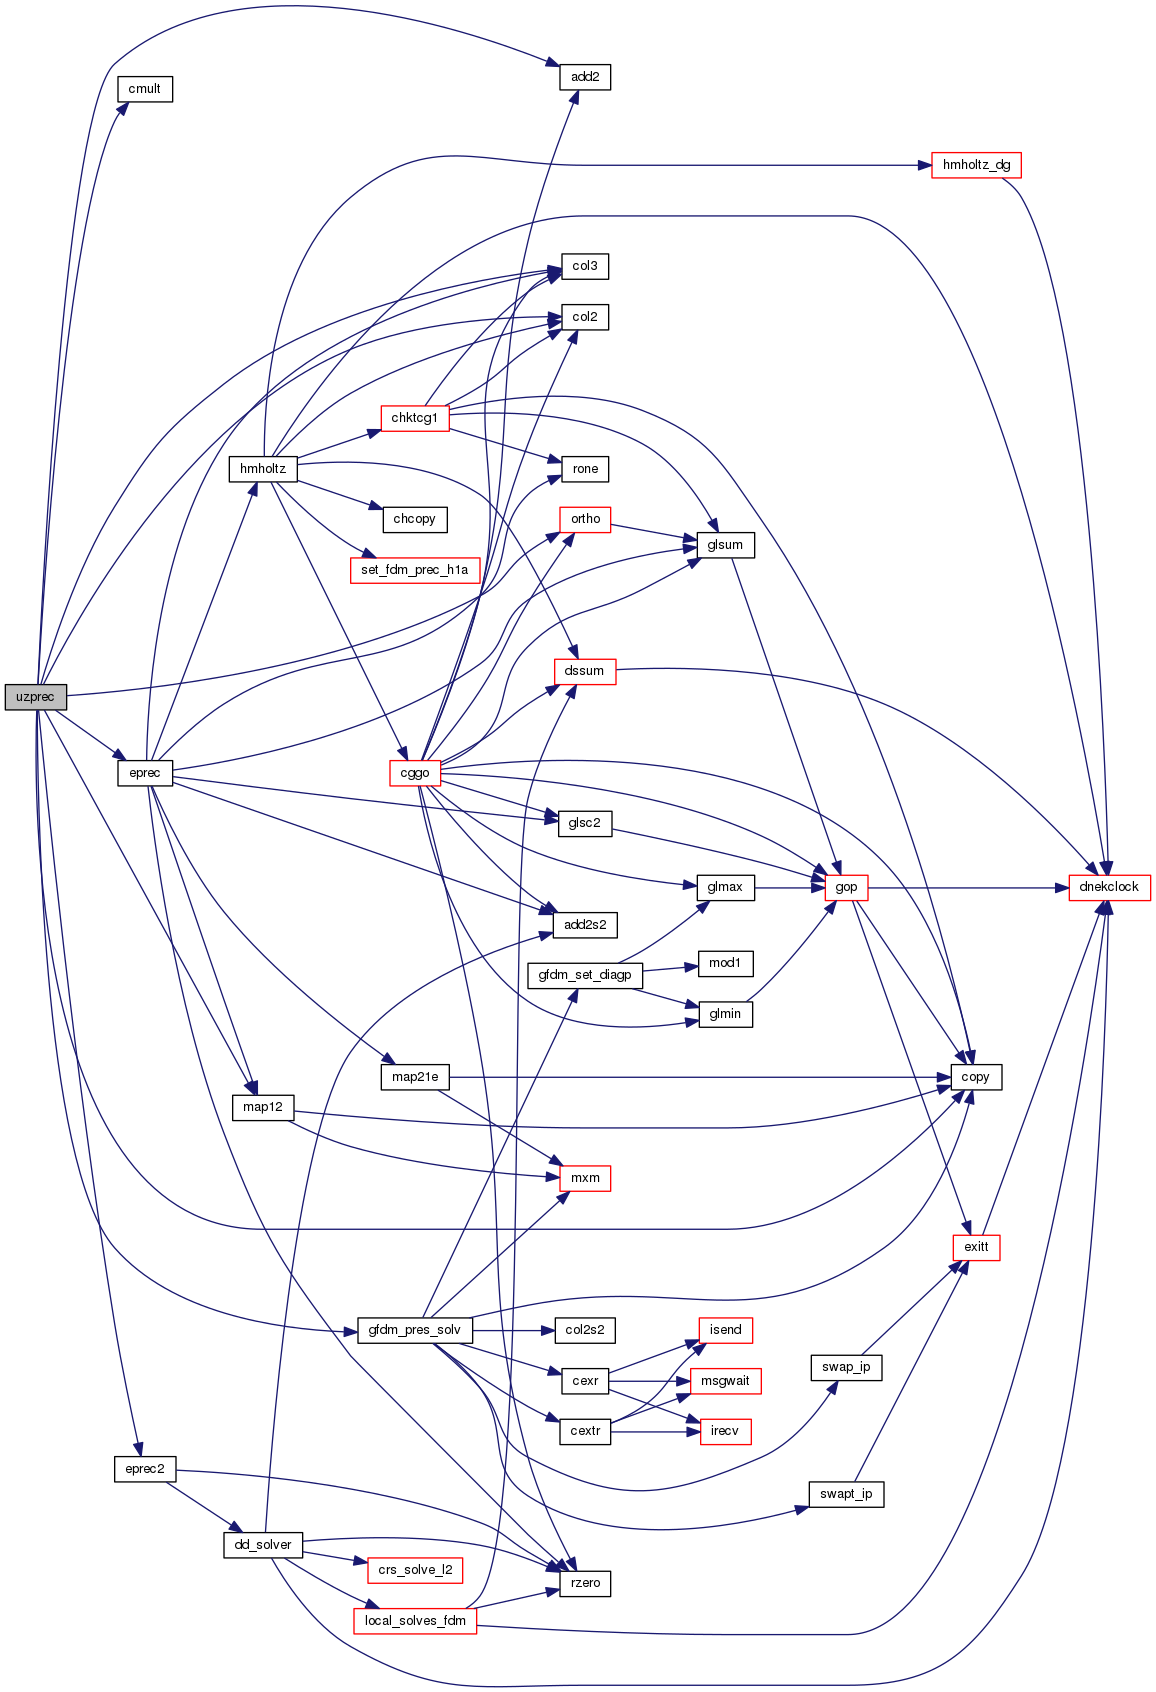 add2
cmult
hmholtz_dg
col3
col2
chktcg1
hmholtz
rone
chcopy
ortho
glsum
set_fdm_prec_h1a
dssum
uzprec
eprec
cggo
glsc2
glmax
gop
dnekclock
add2s2
gfdm_set_diagp
mod1
glmin
map21e
copy
map12
mxm
exitt
gfdm_pres_solv
col2s2
isend
swap_ip
cexr
msgwait
cextr
irecv
eprec2
swapt_ip
dd_solver
crs_solve_l2
rzero
local_solves_fdm